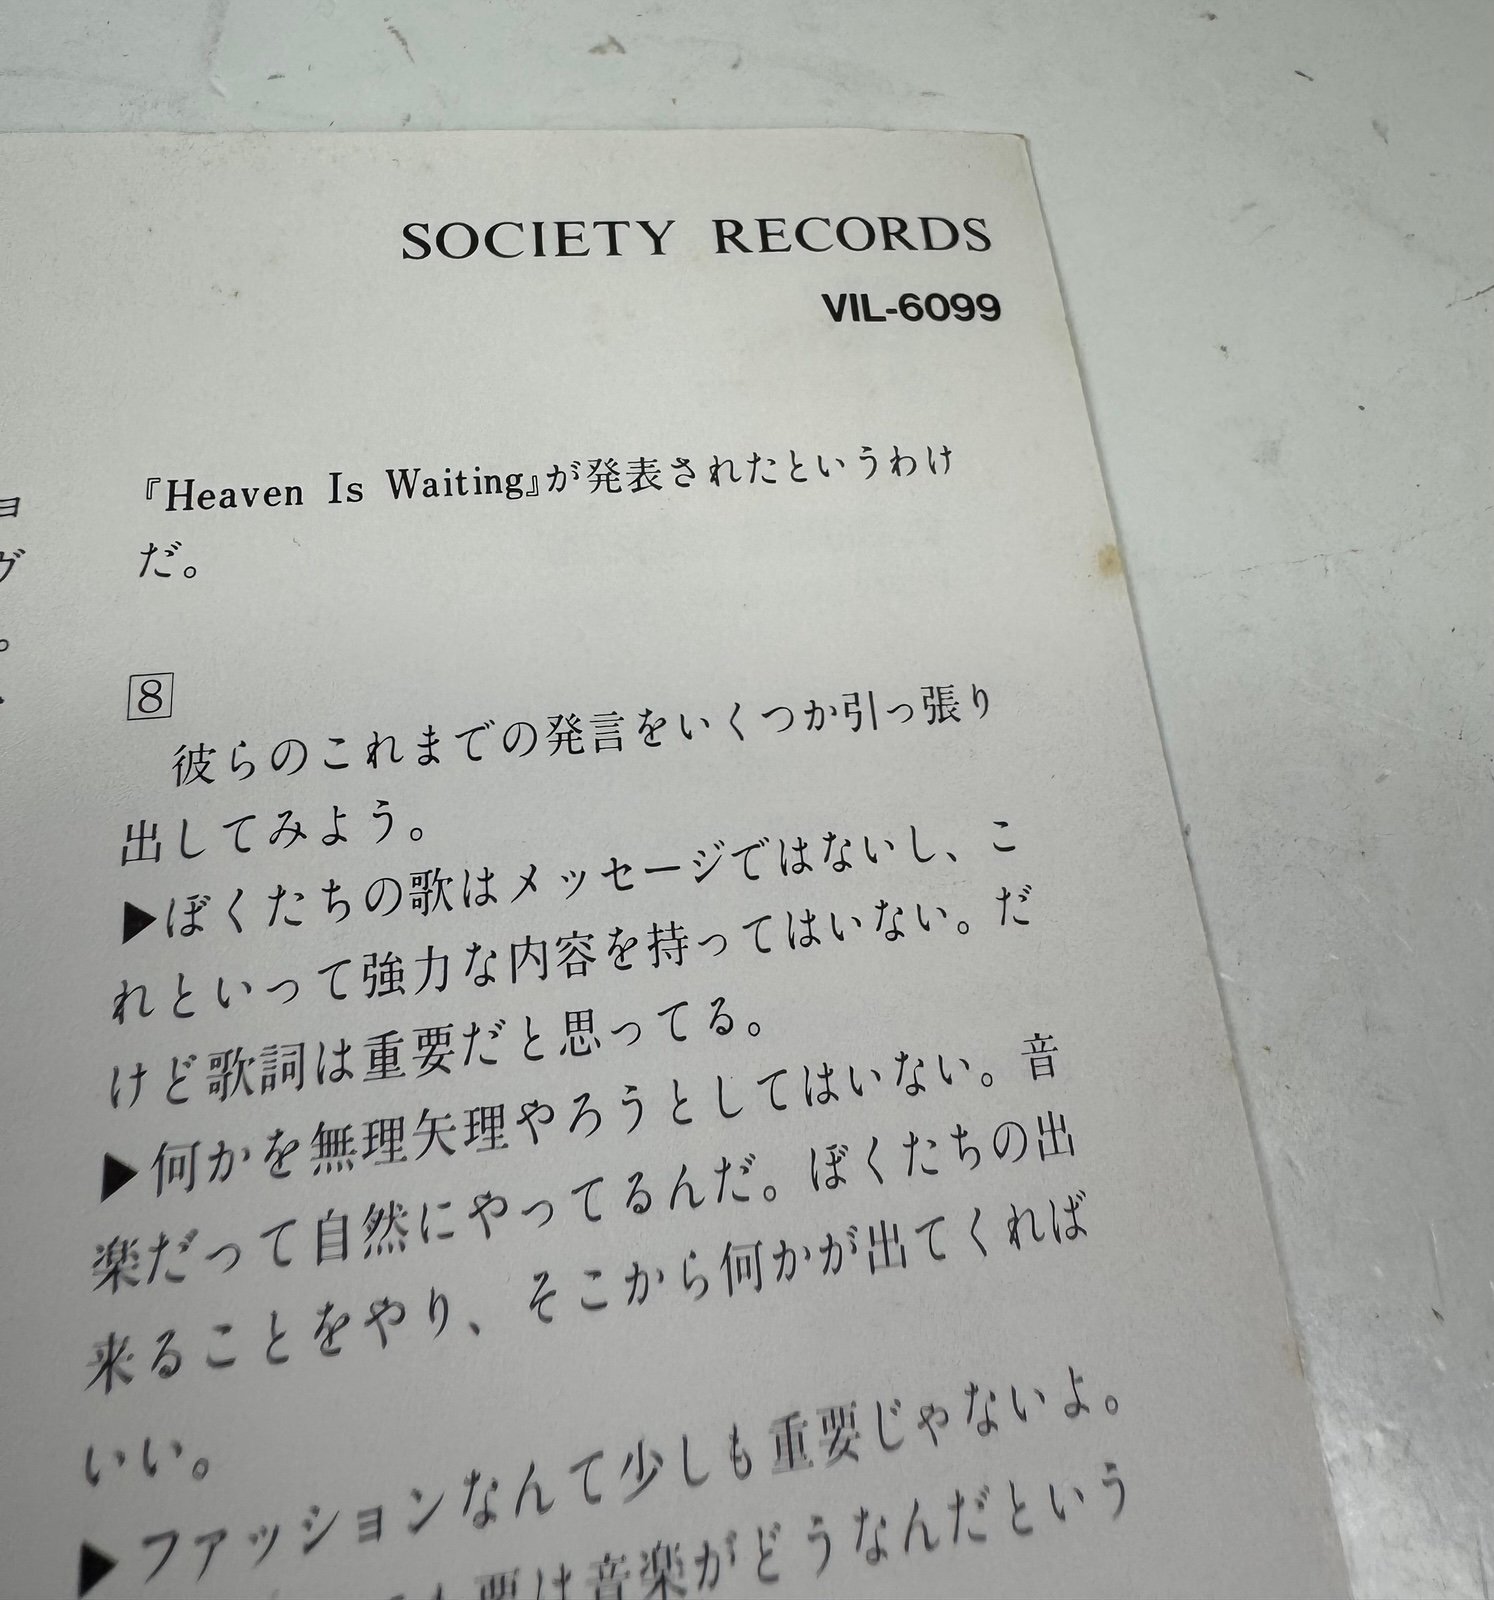 SOCIETY RECORDS
VIL-6099
『Heaven Is Waiting』が発表されたというわけ
だ。
8
彼らのこれまでの発言をいくつか引っ張り
出してみよう。
▶ぼくたちの歌はメッセージではないし、こ
れといって強力な内容を持ってはいない。だ
けど歌詞は重要だと思ってる。
▶何かを無理矢理やろうとしてはいない。音
楽だって自然にやってるんだ。ぼくたちの出
来ることをやり、そこから何かが出てくれば
いい。
▶ファッションなんて少しも重要じゃないよ。
要は音楽がどうなんだという
ョ
ヴ
。